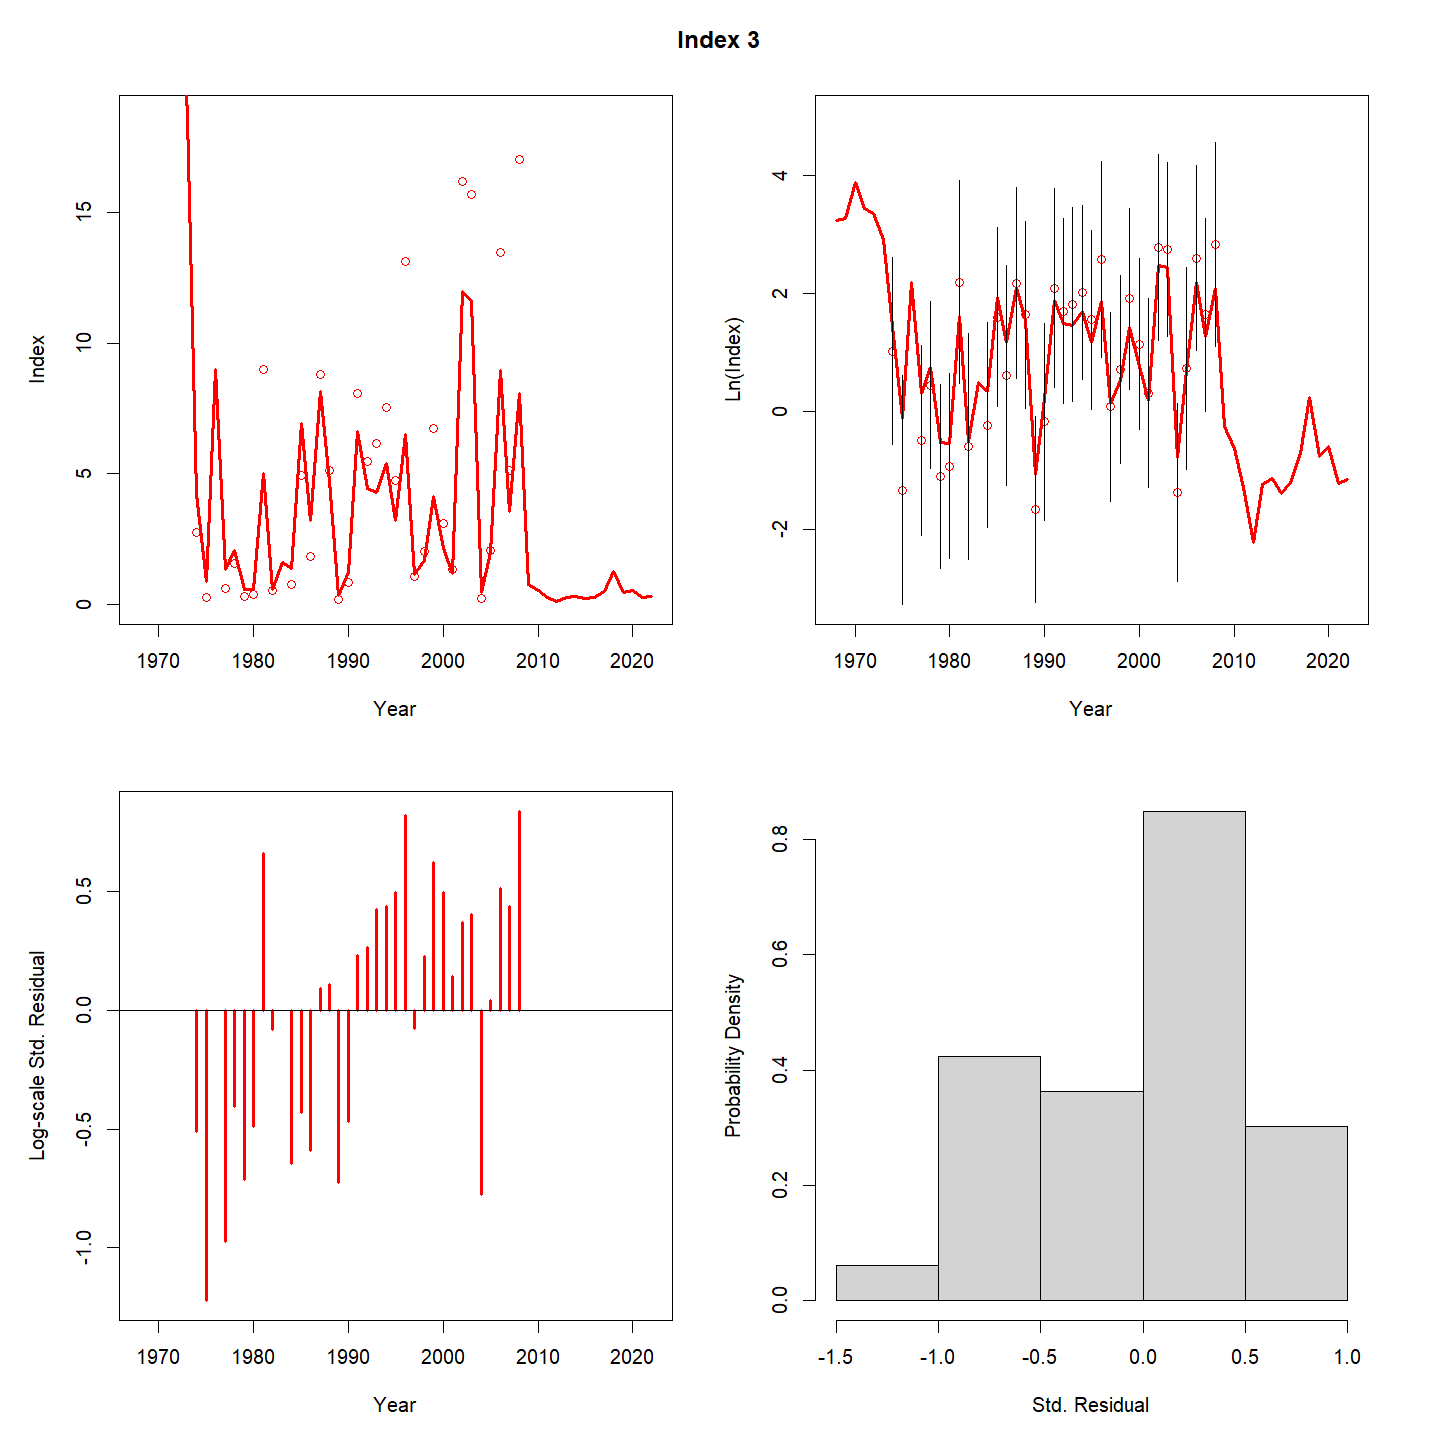 Index 3
Index
15
10
5
0
1970 1980 1990 2000 2010 2020
Year
Ln(Index)
4
2
0
-2
1970 1980 1990 2000 2010 2020
Year
Log-scale Std. Residual
0.5
0.0
-0.5
-1.0
1970 1980 1990 2000 2010 2020
Year
Probability Density
0.8
0.6
0.4
0.2
0.0
-1.5 -1.0 -0.5 0.0 0.5 1.0
Std. Residual